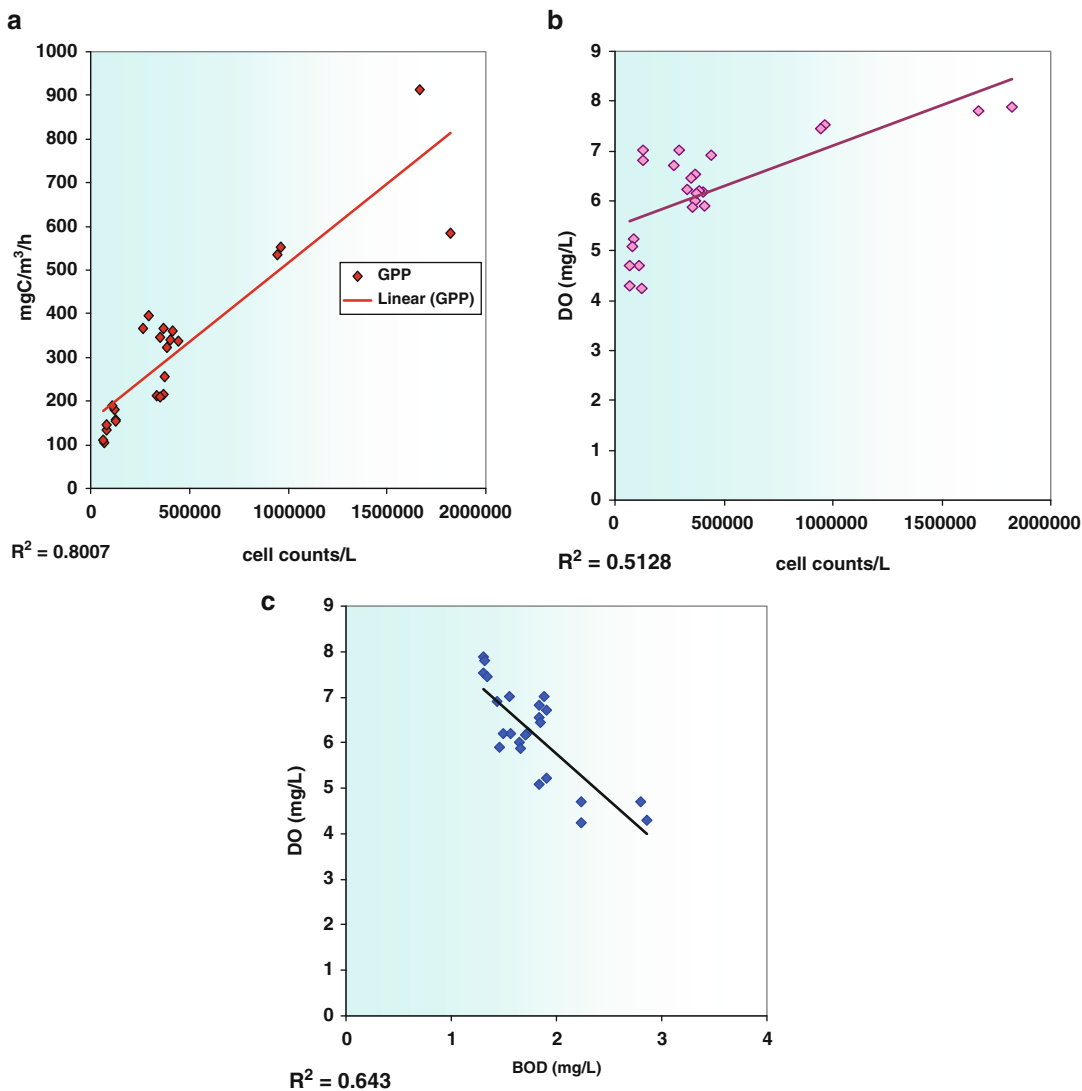 a
1000
900
800
700
600
500
400
300
200
100
0
mgC/m³/h
GPP
Linear (GPP)
0 500000 1000000 1500000 2000000
R² = 0.8007
cell counts/L
b
9
8
7
6
5
4
3
2
1
0
DO (mg/L)
0 500000 1000000 1500000 2000000
R² = 0.5128
cell counts/L
c
9
8
7
6
5
4
3
2
1
0
DO (mg/L)
0 1 2 3 4
BOD (mg/L)
R² = 0.643